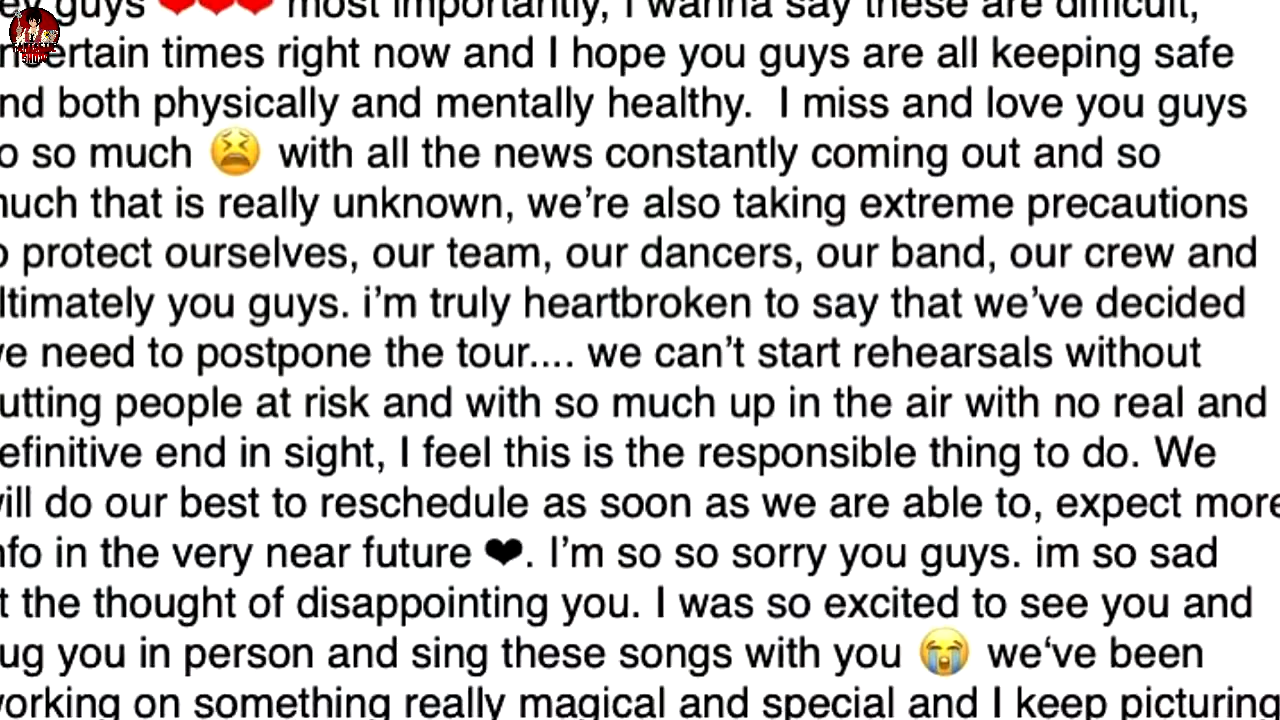 ey guys ❤❤❤ most importantly, I wanna say these are difficult,
ncertain times right now and I hope you guys are all keeping safe
nd both physically and mentally healthy.  I miss and love you guys
o so much 😫 with all the news constantly coming out and so
nuch that is really unknown, we’re also taking extreme precautions
o protect ourselves, our team, our dancers, our band, our crew and
ltimately you guys. i’m truly heartbroken to say that we’ve decided
ve need to postpone the tour.... we can’t start rehearsals without
utting people at risk and with so much up in the air with no real and
efinitive end in sight, I feel this is the responsible thing to do. We
vill do our best to reschedule as soon as we are able to, expect more
nfo in the very near future ❤. I’m so so sorry you guys. im so sad
t the thought of disappointing you. I was so excited to see you and
ug you in person and sing these songs with you 😭 we‘ve been
vorking on something really magical and special and I keep picturing